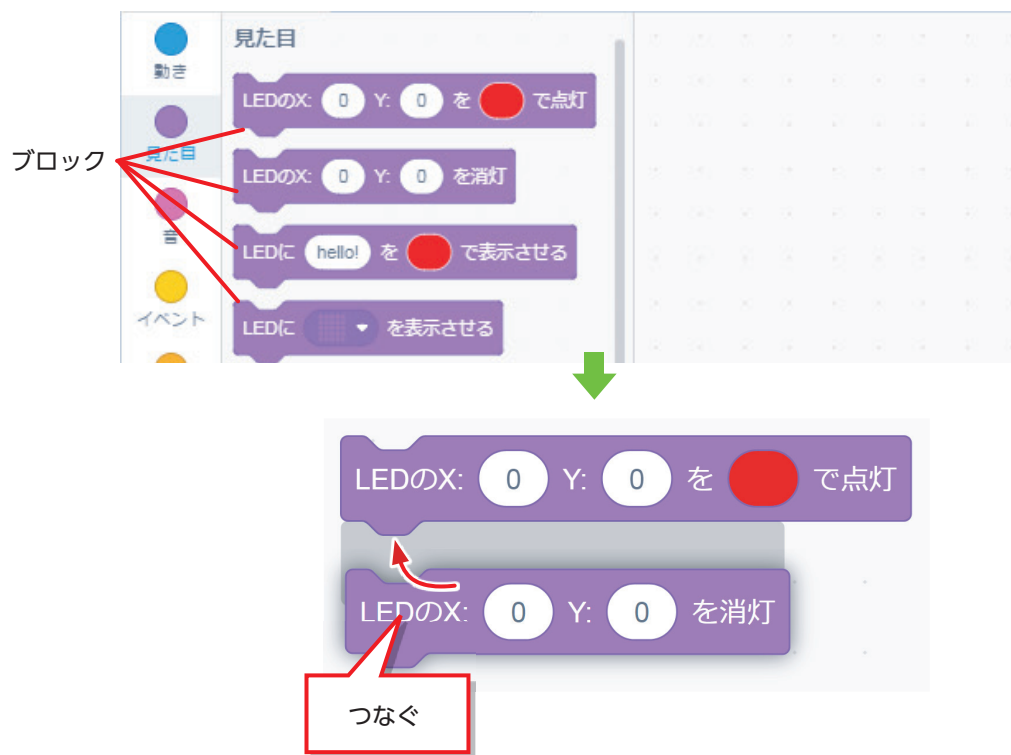 見た目
動き
LEDのX: 0 Y: 0 を で点灯
見た目
ブロック
LEDのX: 0 Y: 0 を消灯
音
LEDに hello! を で表示させる
イベント
LEDに を表示させる
LEDのX: 0 Y: 0 を で点灯
LEDのX: 0 Y: 0 を消灯
つなぐ